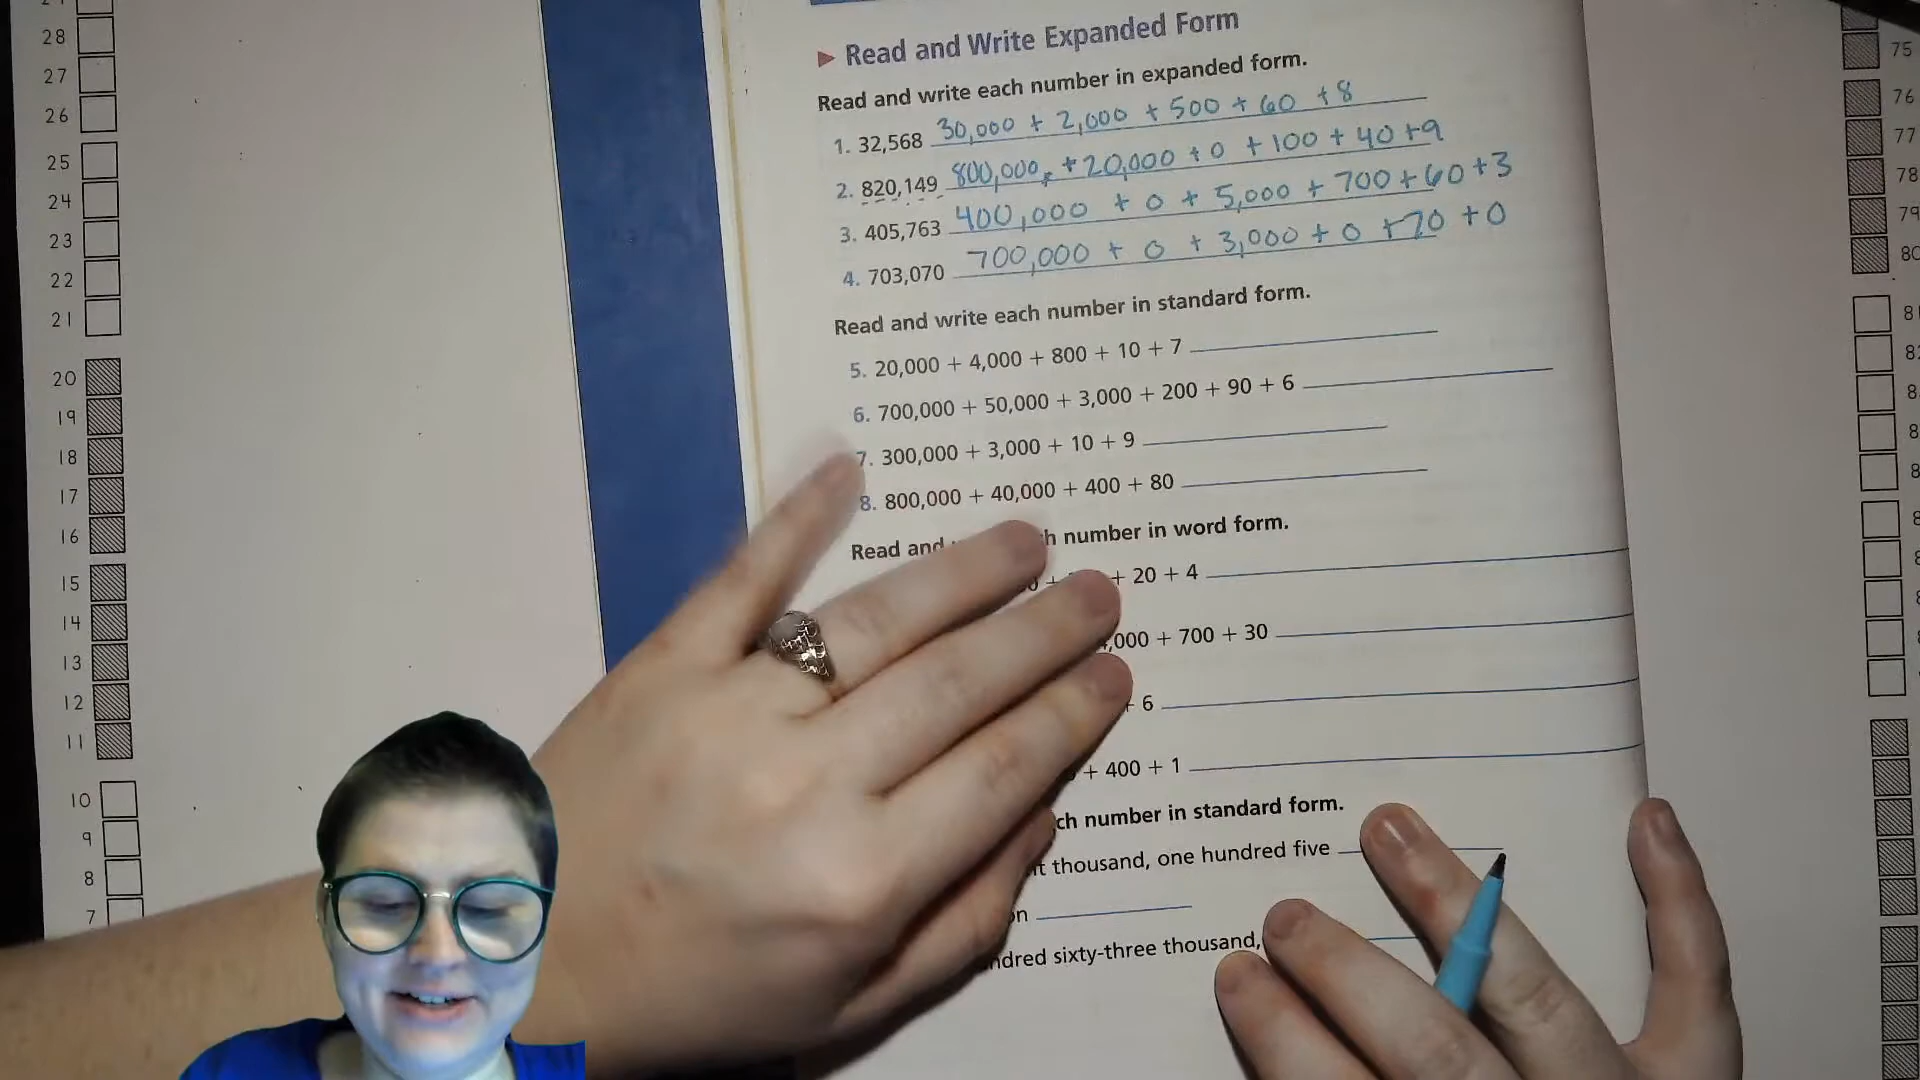 Read and Write Expanded Form
Read and write each number in expanded form.
1. 32,568 30,000 + 2,000 + 500 + 60 + 8
2. 820,149 800,000 + 20,000 + 0 + 100 + 40 + 9
3. 405,763 400,000 + 0 + 5,000 + 700 + 60 + 3
4. 703,070 700,000 + 0 + 3,000 + 0 + 70 + 0
Read and write each number in standard form.
5. 20,000 + 4,000 + 800 + 10 + 7
6. 700,000 + 50,000 + 3,000 + 200 + 90 + 6
7. 300,000 + 3,000 + 10 + 9
8. 800,000 + 40,000 + 400 + 80
Read and number in word form.
+ 20 + 4
,000 + 700 + 30
+ 6
+ 400 + 1
number in standard form.
thousand, one hundred five
sixty-three thousand,
28
27
26
25
24
23
22
21
20
19
18
17
16
15
14
13
12
11
10
9
8
7
75
76
77
78
79
80